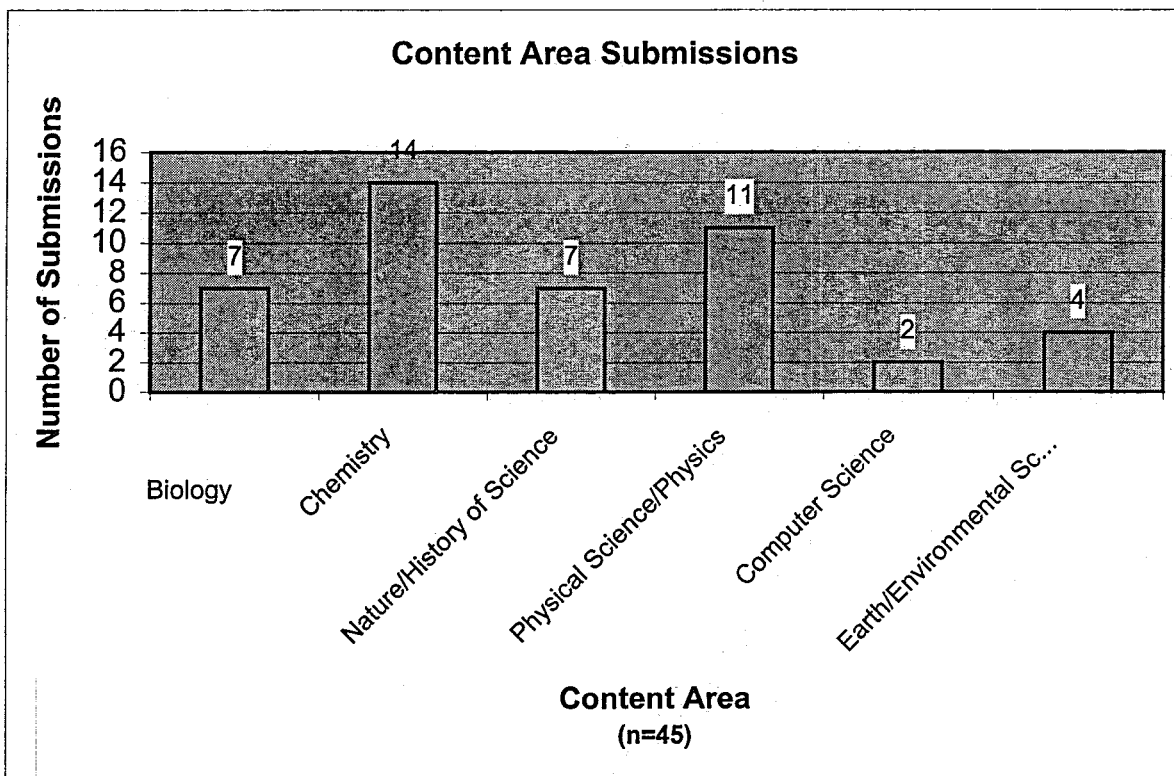 Content Area Submissions
Number of Submissions
16
14
12
10
8
6
4
2
0
7
14
7
11
2
4
Biology
Chemistry
Nature/History of Science
Physical Science/Physics
Computer Science
Earth/Environmental Sc...
Content Area
(n=45)